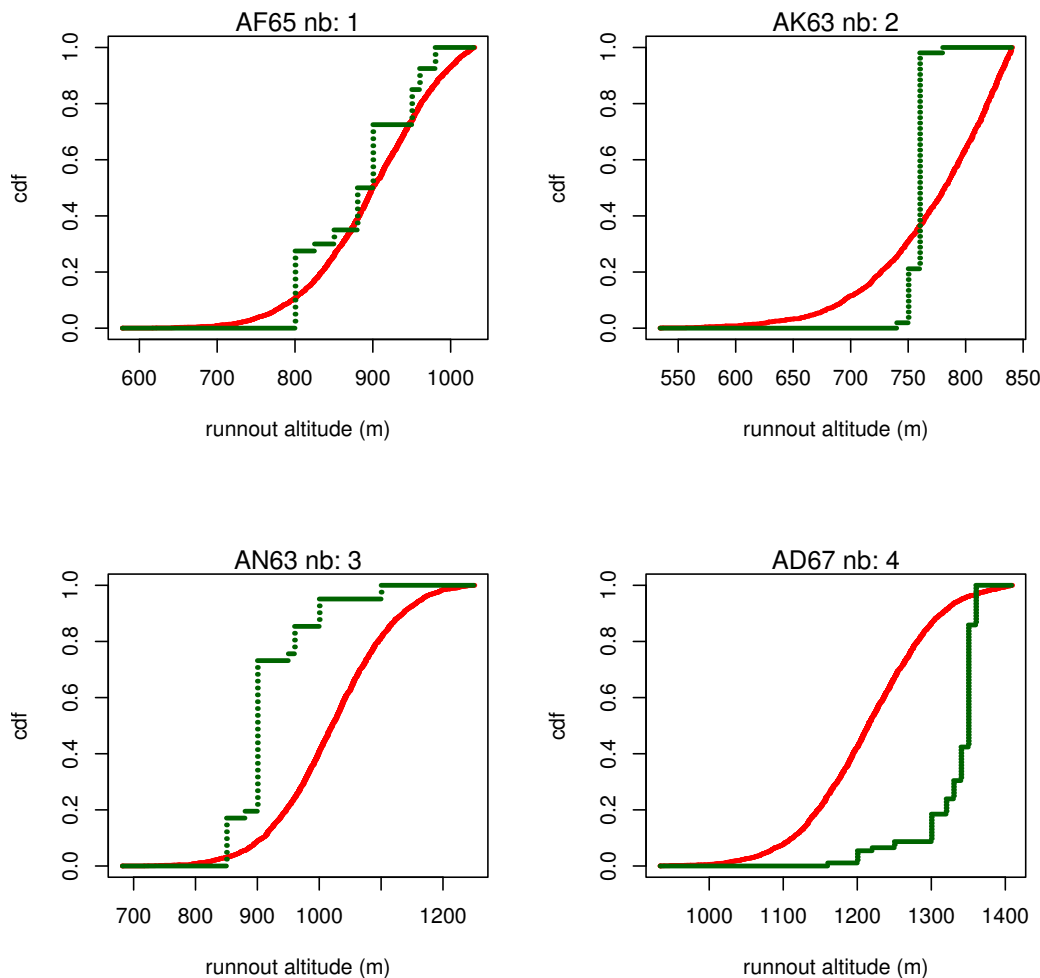 AF65 nb: 1
AK63 nb: 2
cdf
0.0 0.2 0.4 0.6 0.8 1.0
600 700 800 900 1000
runnout altitude (m)
cdf
0.0 0.2 0.4 0.6 0.8 1.0
550 600 650 700 750 800 850
runnout altitude (m)
AN63 nb: 3
AD67 nb: 4
cdf
0.0 0.2 0.4 0.6 0.8 1.0
700 800 900 1000 1200
runnout altitude (m)
cdf
0.0 0.2 0.4 0.6 0.8 1.0
1000 1100 1200 1300 1400
runnout altitude (m)